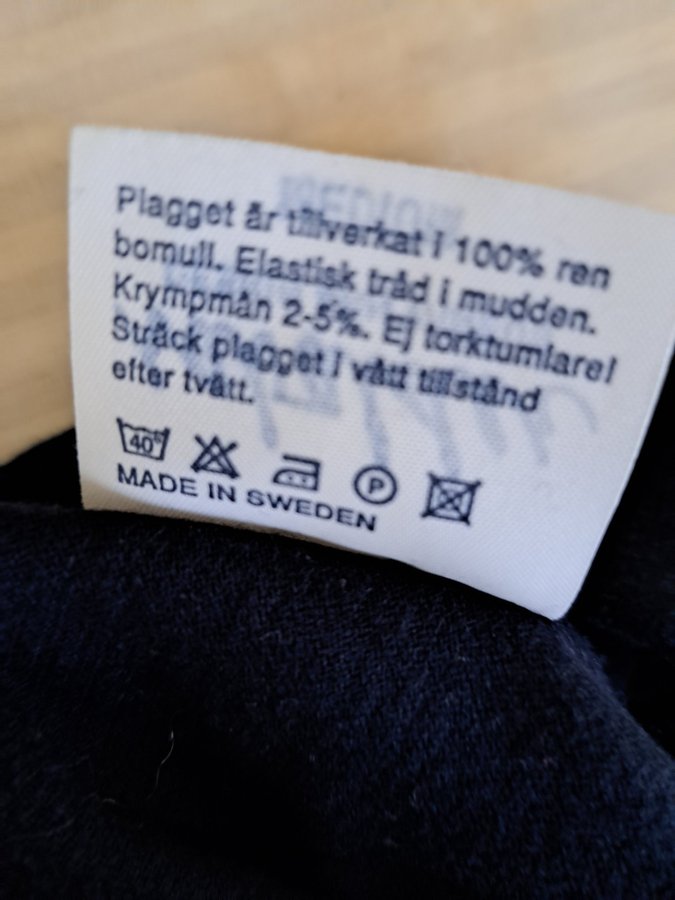 Plagget är tillverkat i 100% ren
bomull. Elastisk tråd i mudden.
Krympmån 2-5%. Ej torktumlare!
Sträck plagget i vått tillstånd
efter tvätt.
40° P
MADE IN SWEDEN